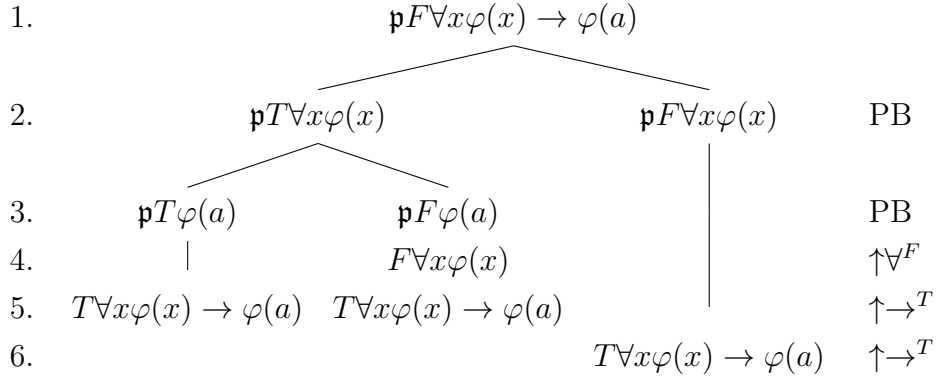 1. 𝔭F∀xφ(x) → φ(a)
2. 𝔭T∀xφ(x) 𝔭F∀xφ(x) PB
3. 𝔭Tφ(a) 𝔭Fφ(a) PB
4. F∀xφ(x) ↑∀^F
5. T∀xφ(x) → φ(a) T∀xφ(x) → φ(a) ↑→^T
6. T∀xφ(x) → φ(a) ↑→^T